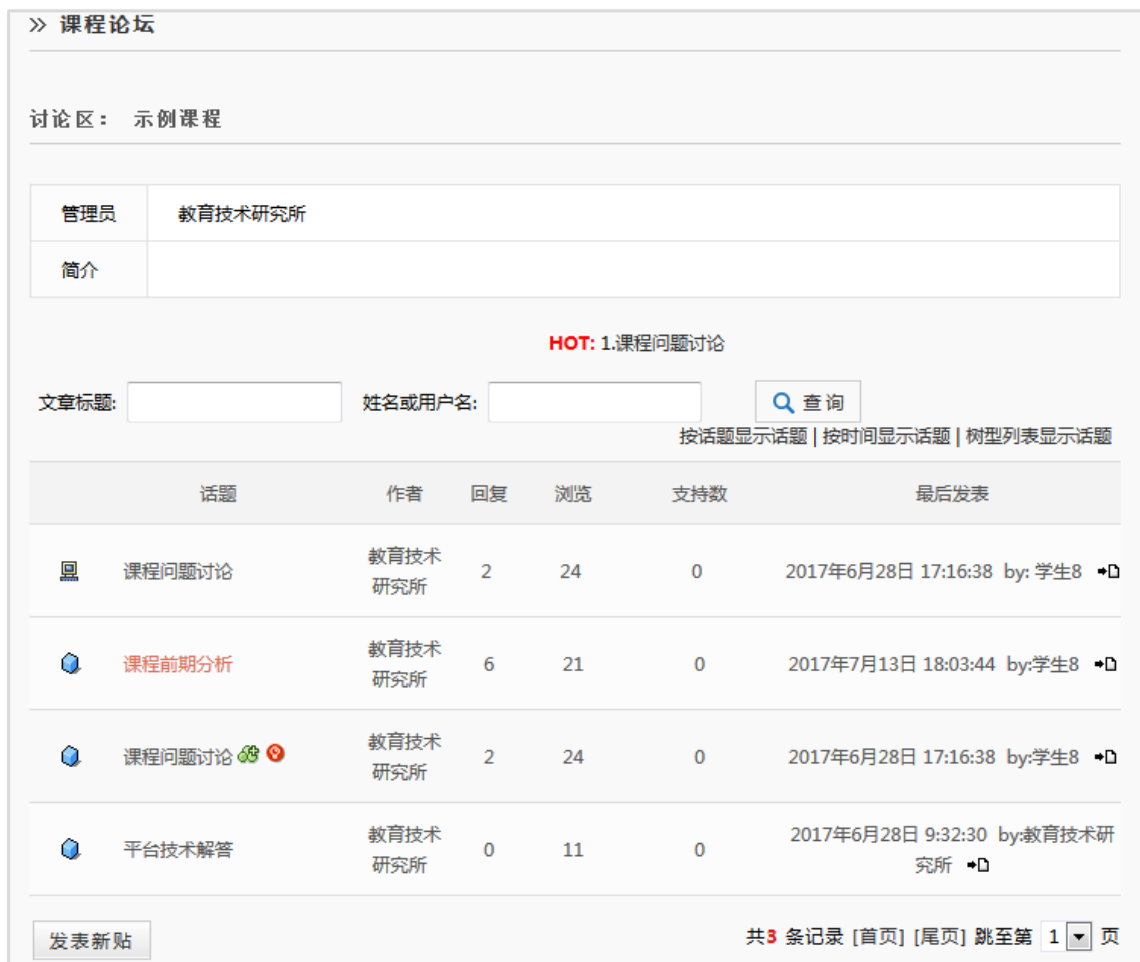 » 课程论坛
讨论区： 示例课程
管理员 教育技术研究所
简介
HOT: 1.课程问题讨论
文章标题: 姓名或用户名: 查询
按话题显示话题 | 按时间显示话题 | 树型列表显示话题
话题 作者 回复 浏览 支持数 最后发表
课程问题讨论 教育技术研究所 2 24 0 2017年6月28日 17:16:38 by: 学生8
课程前期分析 教育技术研究所 6 21 0 2017年7月13日 18:03:44 by:学生8
课程问题讨论 教育技术研究所 2 24 0 2017年6月28日 17:16:38 by:学生8
平台技术解答 教育技术研究所 0 11 0 2017年6月28日 9:32:30 by:教育技术研究所
发表新贴 共3 条记录 [首页] [尾页] 跳至第 1 页